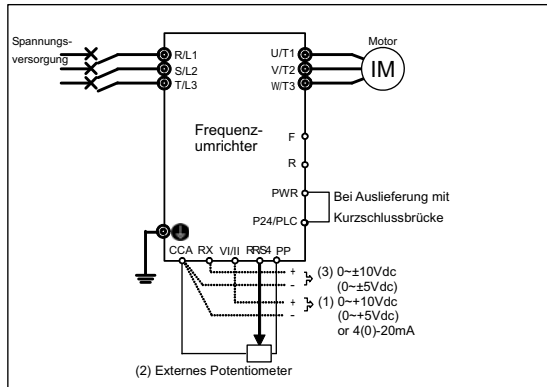 Spannungs-
versorgung
R/L1
S/L2
T/L3
U/T1
V/T2
W/T3
Motor
IM
Frequenz-
umrichter
F
R
PWR
P24/PLC
Bei Auslieferung mit
Kurzschlussbrücke
CCA RX VI/II PP
+ (3) 0~±10Vdc
- (0~±5Vdc)
+ (1) 0~+10Vdc
- (0~+5Vdc)
or 4(0)-20mA
(2) Externes Potentiometer